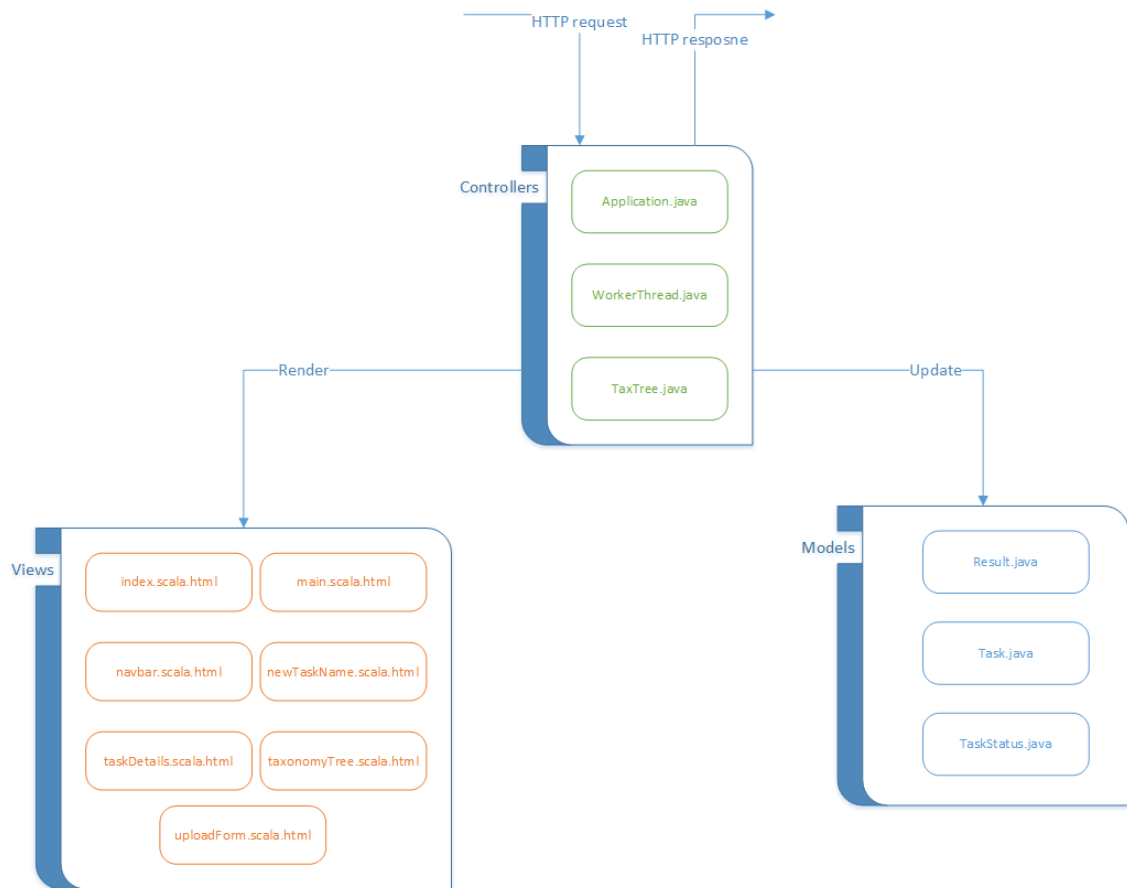 HTTP request
HTTP resposne
Controllers
Application.java
WorkerThread.java
TaxTree.java
Render
Update
Views
index.scala.html
main.scala.html
navbar.scala.html
newTaskName.scala.html
taskDetails.scala.html
taxonomyTree.scala.html
uploadForm.scala.html
Models
Result.java
Task.java
TaskStatus.java